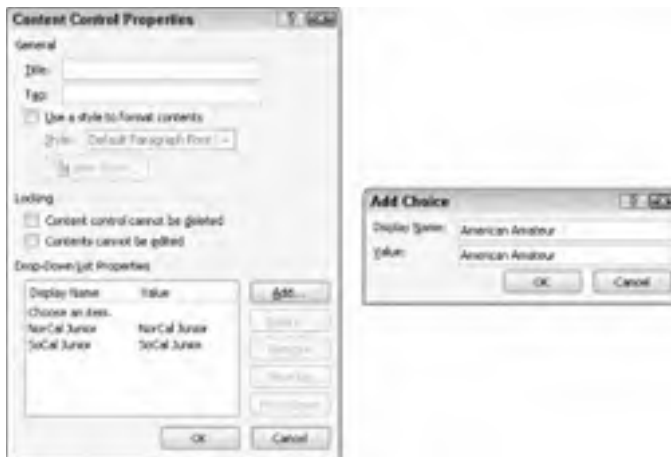 Content Control Properties
General
Title:
Tag:
Use a style to format contents
Style: Default Paragraph Font
Locking
Content control cannot be deleted
Contents cannot be edited
Drop-Down List Properties
Display Name Value
Choose an item.
NorCal Junior NorCal Junior
SoCal Junior SoCal Junior
Add...
OK Cancel
Add Choice
Display Name: American Amateur
Value: American Amateur
OK Cancel